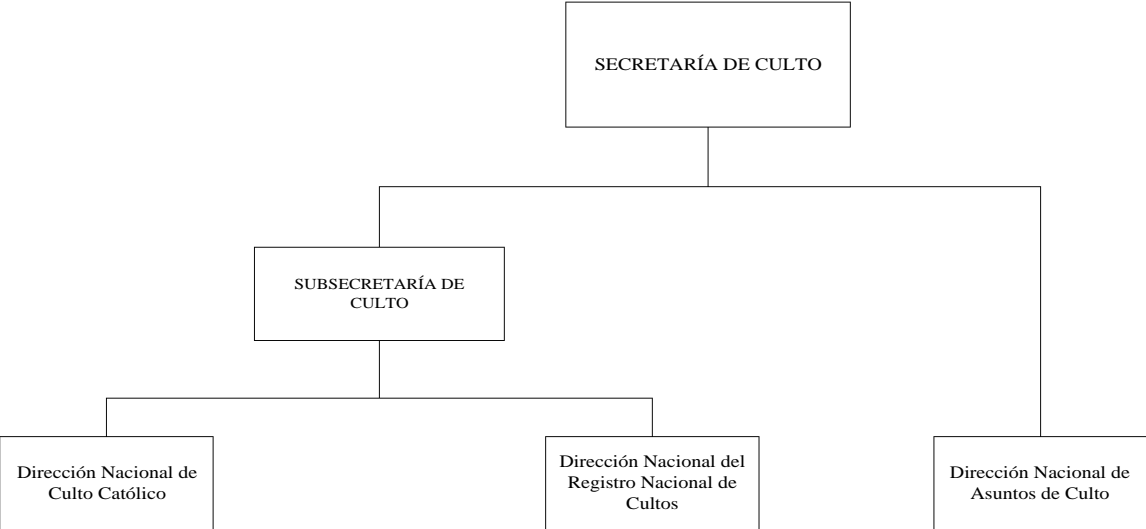 SECRETARÍA DE CULTO
SUBSECRETARÍA DE
CULTO
Dirección Nacional de
Culto Católico
Dirección Nacional del
Registro Nacional de
Cultos
Dirección Nacional de
Asuntos de Culto